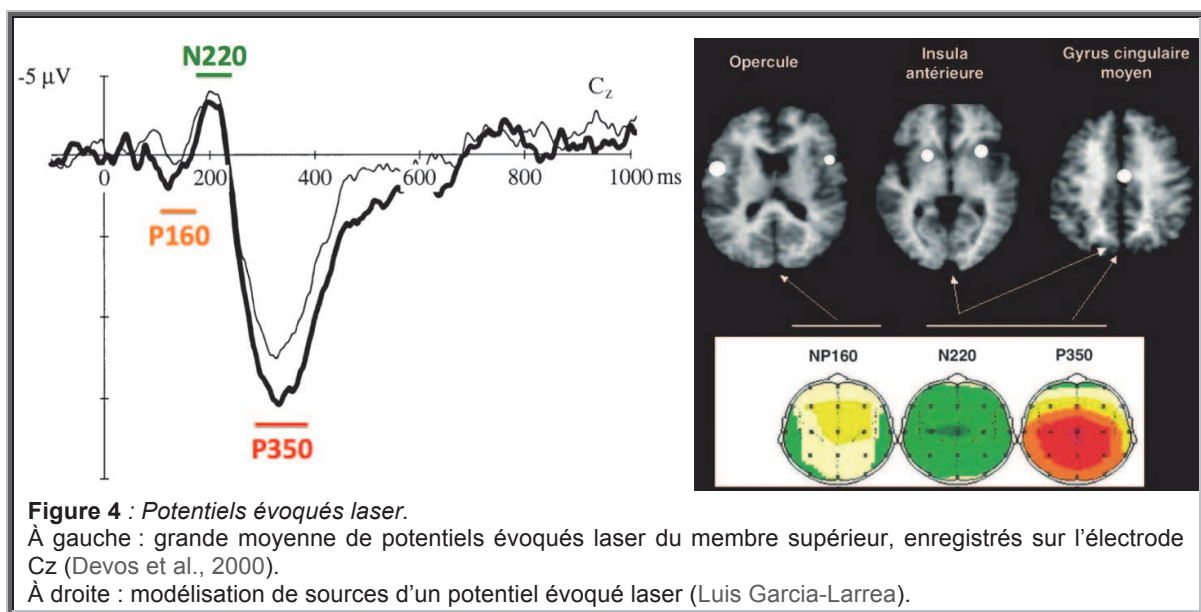 N220
-5 µV
Cz
0
200
400
600
800
1000 ms
P160
P350
Opercule
Insula
antérieure
Gyrus cingulaire
moyen
NP160
N220
P350
Figure 4 : Potentiels évoqués laser.
À gauche : grande moyenne de potentiels évoqués laser du membre supérieur, enregistrés sur l’électrode
Cz (Devos et al., 2000).
À droite : modélisation de sources d’un potentiel évoqué laser (Luis Garcia-Larrea).